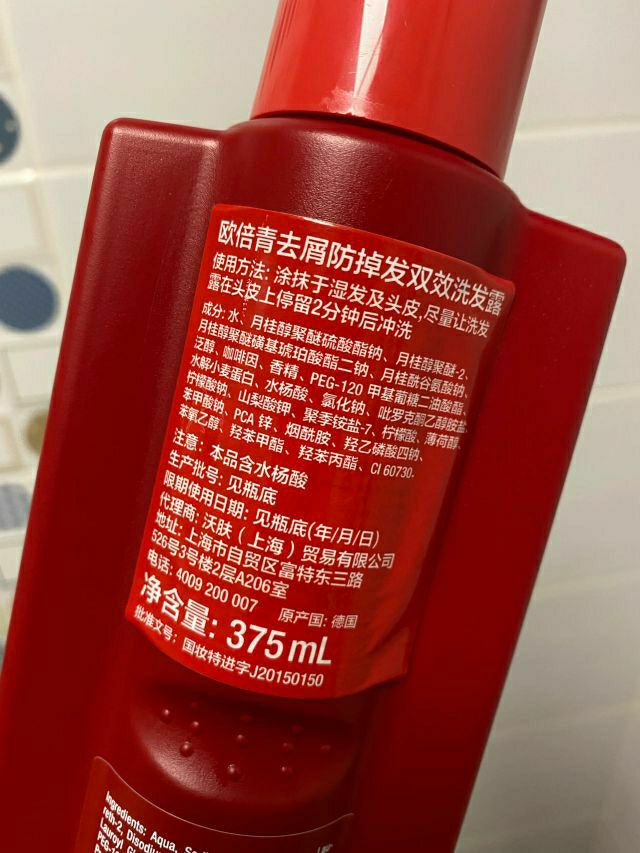 欧倍青去屑防掉发双效洗发露
使用方法: 涂抹于湿发及头皮,尽量让洗发
露在头皮上停留2分钟后冲洗
成分: 水、月桂醇聚醚硫酸酯钠、月桂醇聚醚-2、
月桂醇聚醚磺基琥珀酸酯二钠、月桂酰谷氨酸钠、
泛醇、咖啡因、香精、PEG-120 甲基葡糖二油酸酯、
水解小麦蛋白、水杨酸、氯化钠、吡罗克酮乙醇胺盐、
柠檬酸钠、山梨酸钾、聚季铵盐-7、柠檬酸、薄荷醇、
苯甲酸钠、PCA 锌、烟酰胺、羟乙磷酸四钠、
苯氧乙醇、羟苯甲酯、羟苯丙酯、CI 60730.
注意: 本品含水杨酸
生产批号: 见瓶底
限期使用日期: 见瓶底(年/月/日)
代理商: 沃肤(上海)贸易有限公司
地址: 上海市自贸区富特东三路
526号3号楼2层A206室
电话: 4009 200 007 原产国: 德国
净含量: 375mL
批准文号: 国妆特进字J20150150
Ingredients: Aqua,
reth-2,
Lauroyl
PEG-